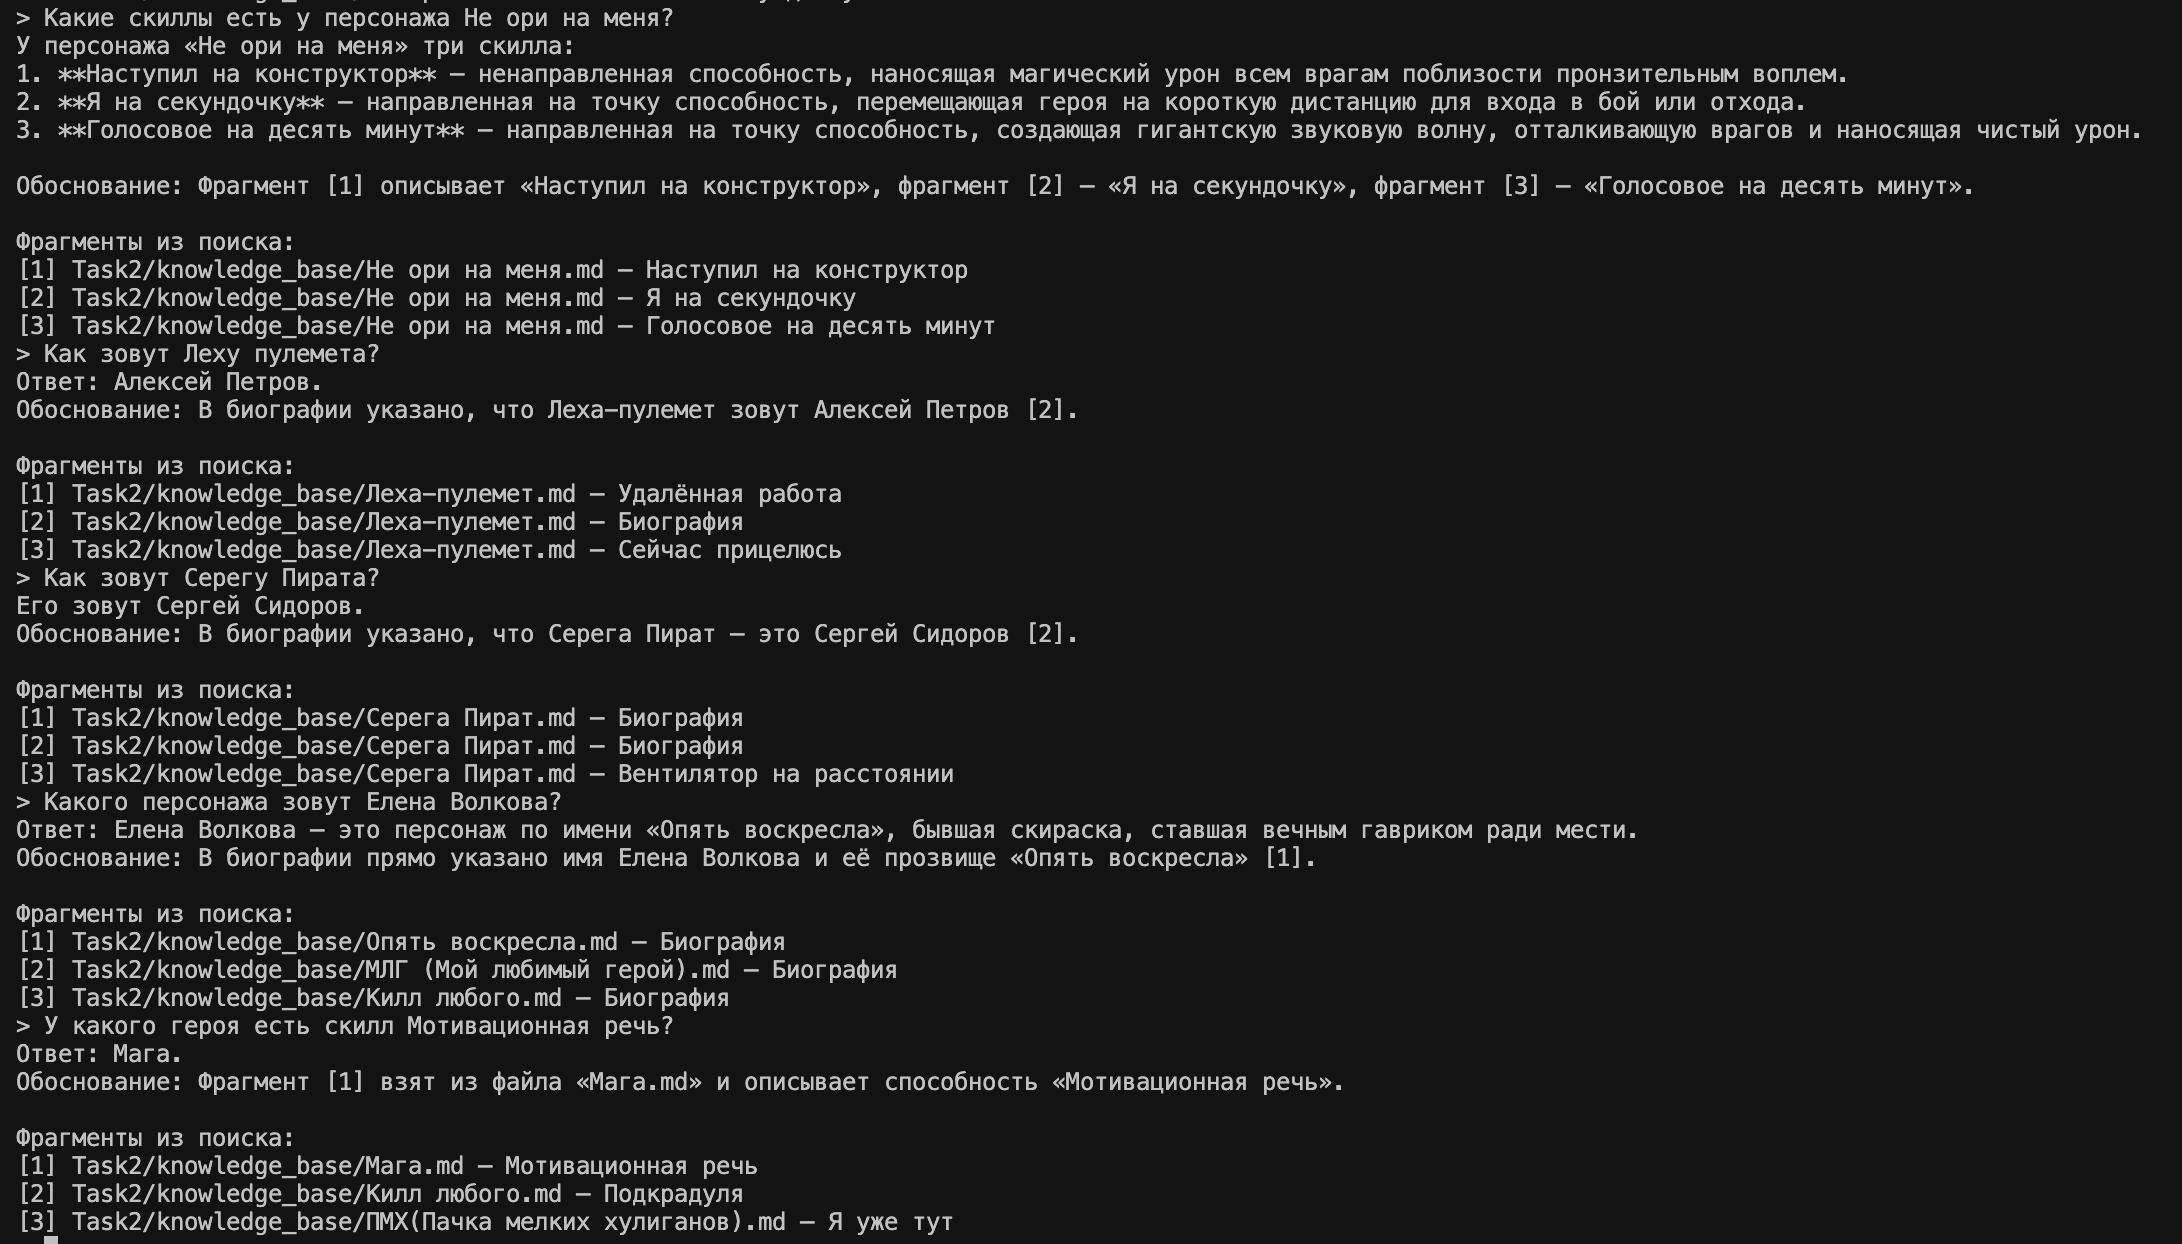 > Какие скиллы есть у персонажа Не ори на меня?
У персонажа «Не ори на меня» три скилла:
1. **Наступил на конструктор** — ненаправленная способность, наносящая магический урон всем врагам поблизости пронзительным воплем.
2. **Я на секундочку** — направленная на точку способность, перемещающая героя на короткую дистанцию для входа в бой или отхода.
3. **Голосовое на десять минут** — направленная на точку способность, создающая гигантскую звуковую волну, отталкивающую врагов и наносящая чистый урон.
Обоснование: Фрагмент [1] описывает «Наступил на конструктор», фрагмент [2] — «Я на секундочку», фрагмент [3] — «Голосовое на десять минут».
Фрагменты из поиска:
[1] Task2/knowledge_base/Не ори на меня.md — Наступил на конструктор
[2] Task2/knowledge_base/Не ори на меня.md — Я на секундочку
[3] Task2/knowledge_base/Не ори на меня.md — Голосовое на десять минут
> Как зовут Леху пулемета?
Ответ: Алексей Петров.
Обоснование: В биографии указано, что Леха-пулемет зовут Алексей Петров [2].
Фрагменты из поиска:
[1] Task2/knowledge_base/Леха-пулемет.md — Удалённая работа
[2] Task2/knowledge_base/Леха-пулемет.md — Биография
[3] Task2/knowledge_base/Леха-пулемет.md — Сейчас прицелюсь
> Как зовут Серегу Пирата?
Его зовут Сергей Сидоров.
Обоснование: В биографии указано, что Серега Пират — это Сергей Сидоров [2].
Фрагменты из поиска:
[1] Task2/knowledge_base/Серега Пират.md — Биография
[2] Task2/knowledge_base/Серега Пират.md — Биография
[3] Task2/knowledge_base/Серега Пират.md — Вентилятор на расстоянии
> Какого персонажа зовут Елена Волкова?
Ответ: Елена Волкова — это персонаж по имени «Опять воскресла», бывшая скираска, ставшая вечным гавриком ради мести.
Обоснование: В биографии прямо указано имя Елена Волкова и её прозвище «Опять воскресла» [1].
Фрагменты из поиска:
[1] Task2/knowledge_base/Опять воскресла.md — Биография
[2] Task2/knowledge_base/МЛГ (Мой любимый герой).md — Биография
[3] Task2/knowledge_base/Килл любого.md — Биография
> У какого героя есть скилл Мотивационная речь?
Ответ: Мага.
Обоснование: Фрагмент [1] взят из файла «Мага.md» и описывает способность «Мотивационная речь».
Фрагменты из поиска:
[1] Task2/knowledge_base/Мага.md — Мотивационная речь
[2] Task2/knowledge_base/Килл любого.md — Подкрадуля
[3] Task2/knowledge_base/ПМХ(Пачка мелких хулиганов).md — Я уже тут